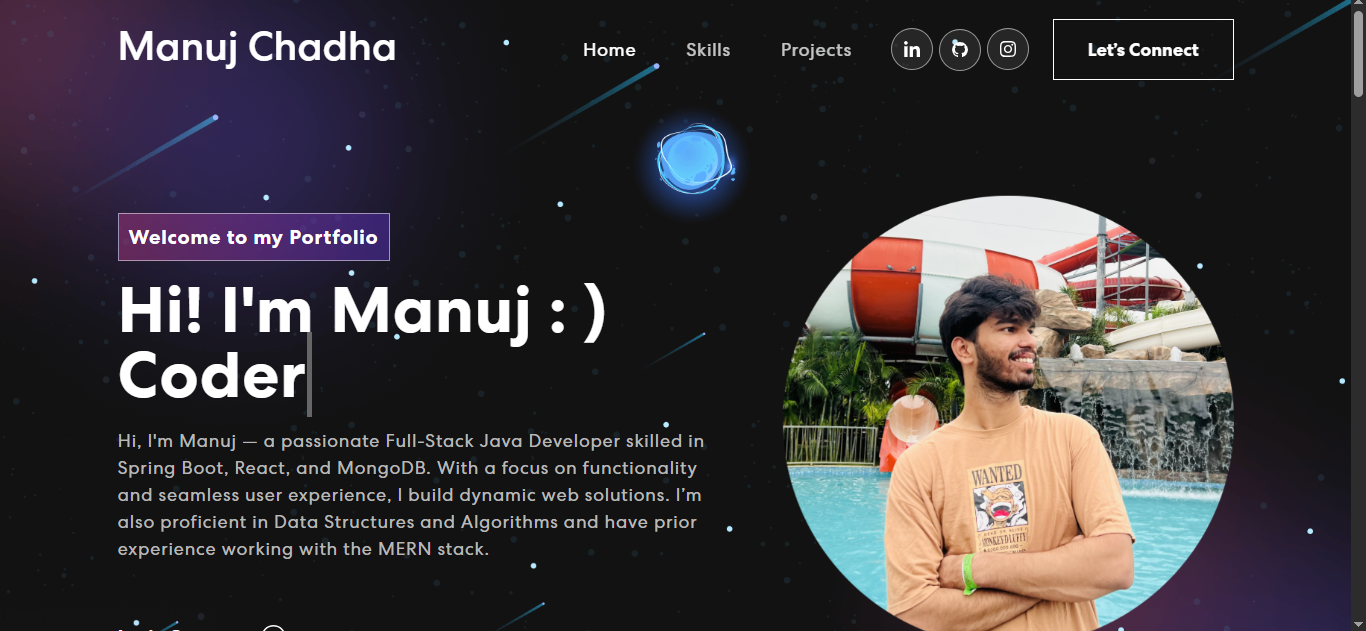 Manuj Chadha
Home
Skills
Projects
in
Let's Connect
Welcome to my Portfolio
Hi! I'm Manuj : )
Coder
Hi, I'm Manuj — a passionate Full-Stack Java Developer skilled in
Spring Boot, React, and MongoDB. With a focus on functionality
and seamless user experience, I build dynamic web solutions. I'm
also proficient in Data Structures and Algorithms and have prior
experience working with the MERN stack.
WANTED
MONKEY D LUFFY